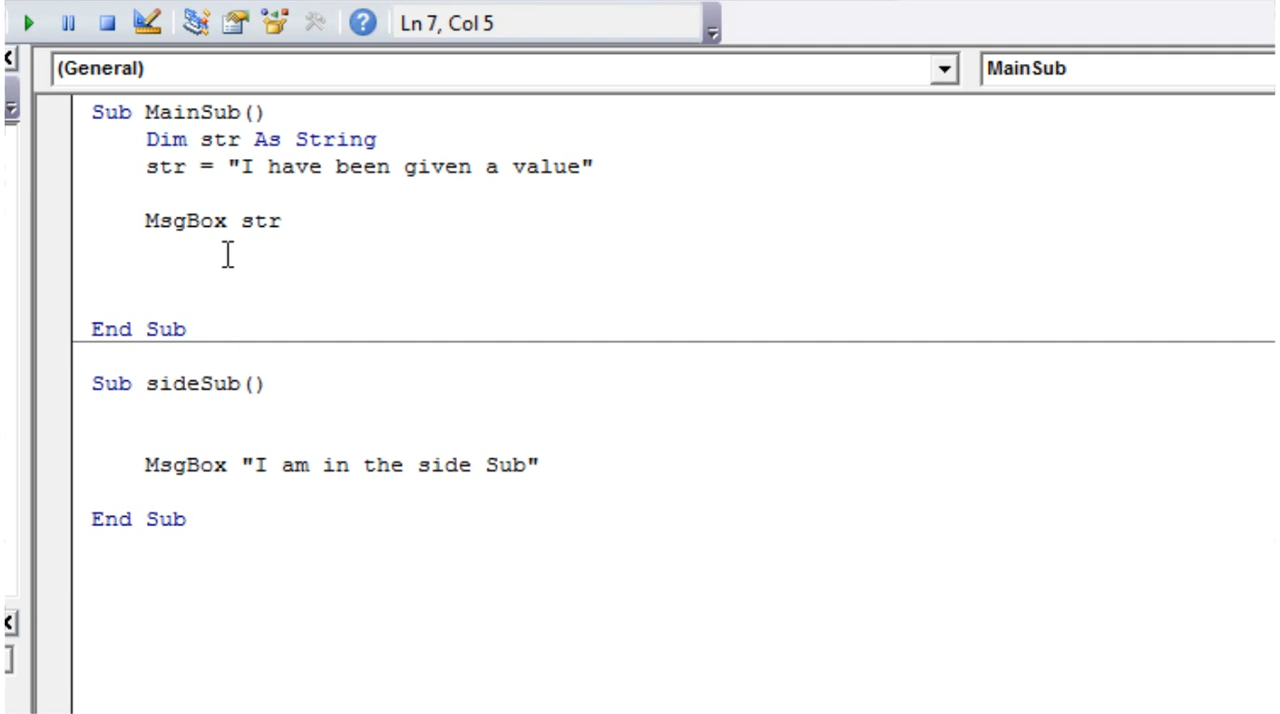 Ln 7, Col 5
(General) MainSub
Sub MainSub()
Dim str As String
str = "I have been given a value"
MsgBox str
End Sub
Sub sideSub()
MsgBox "I am in the side Sub"
End Sub